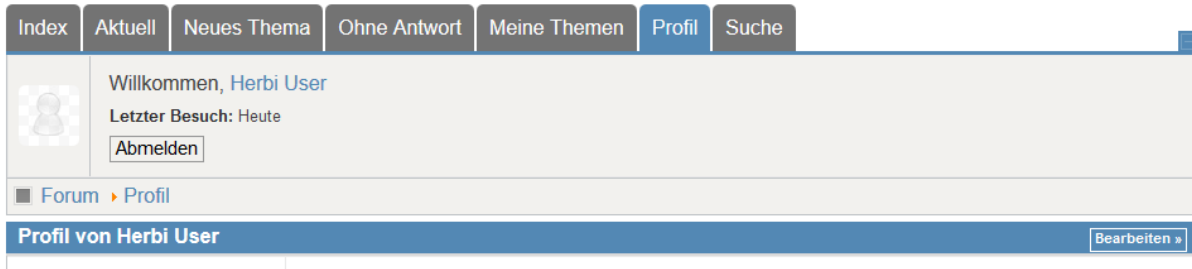 Index Aktuell Neues Thema Ohne Antwort Meine Themen Profil Suche
Willkommen, Herbi User
Letzter Besuch: Heute
Abmelden
Forum Profil
Profil von Herbi User Bearbeiten »